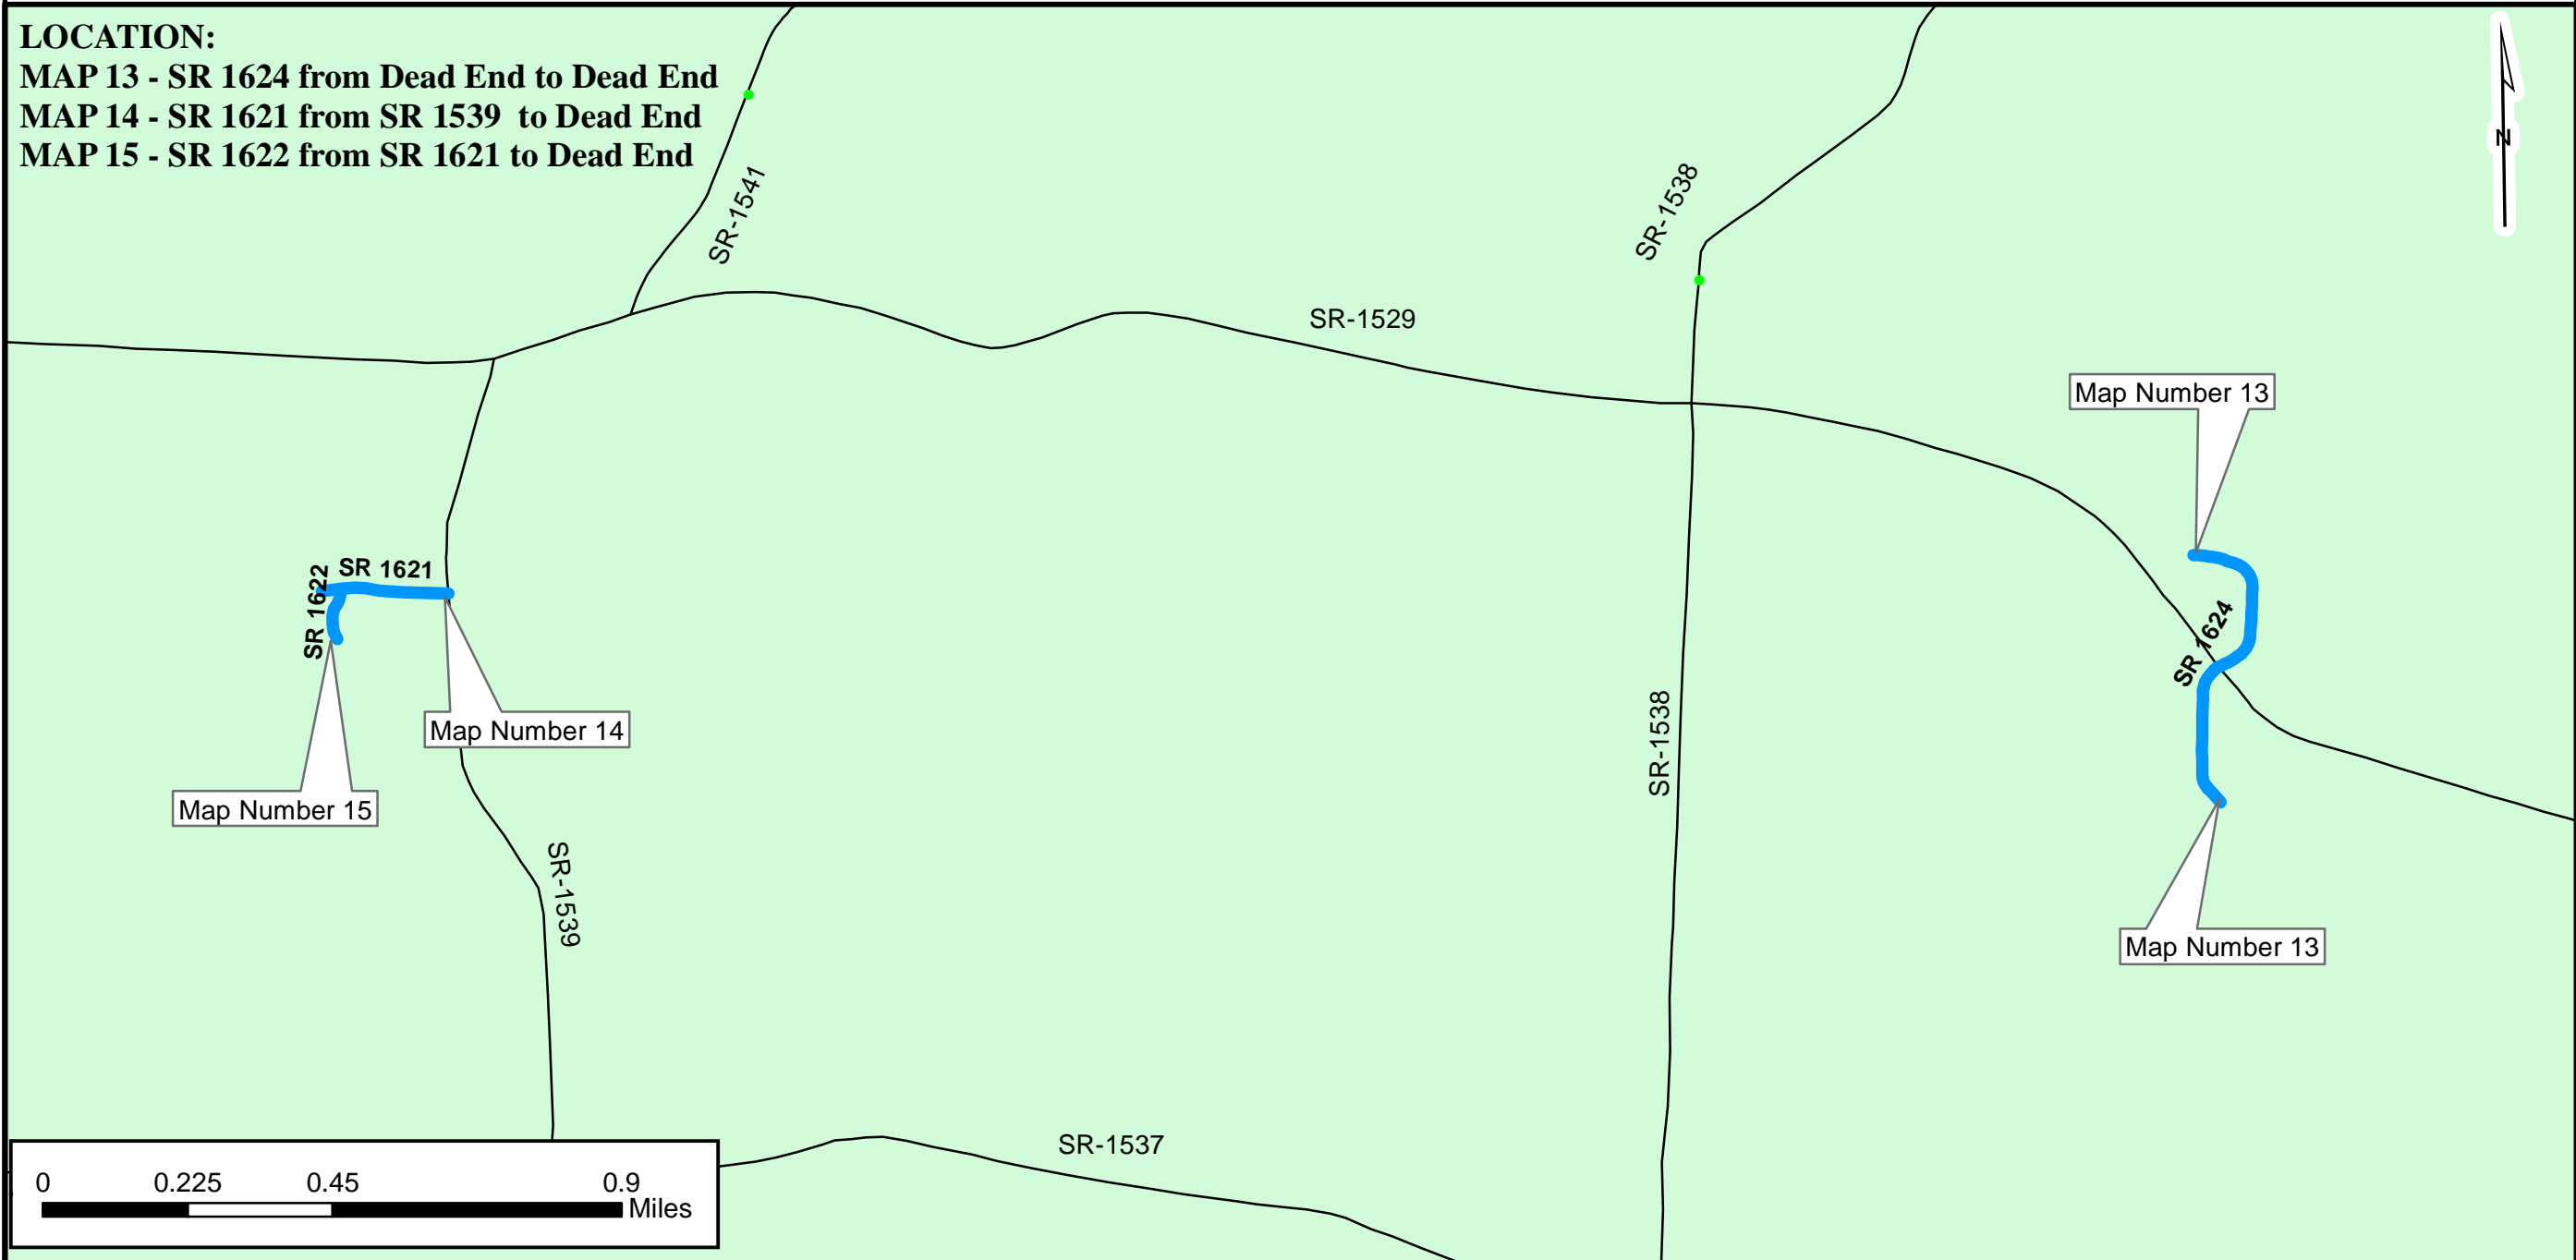 LOCATION:
MAP 13 - SR 1624 from Dead End to Dead End
MAP 14 - SR 1621 from SR 1539  to Dead End
MAP 15 - SR 1622 from SR 1621 to Dead End
N
SR-1541
SR-1538
SR-1529
Map Number 13
SR 1621
SR 1622
SR 1624
Map Number 14
SR-1538
Map Number 15
SR-1539
Map Number 13
SR-1537
0 0.225 0.45 0.9
Miles